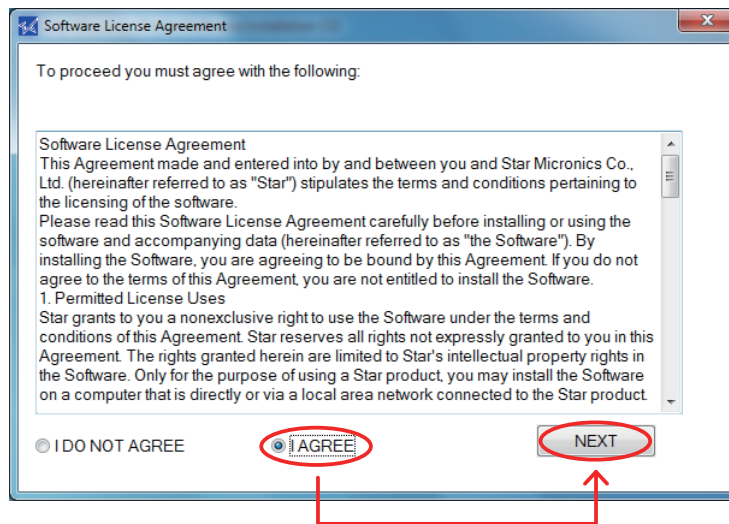 Software License Agreement
To proceed you must agree with the following:
Software License Agreement
This Agreement made and entered into by and between you and Star Micronics Co.,
Ltd. (hereinafter referred to as "Star") stipulates the terms and conditions pertaining to
the licensing of the software.
Please read this Software License Agreement carefully before installing or using the
software and accompanying data (hereinafter referred to as "the Software"). By
installing the Software, you are agreeing to be bound by this Agreement. If you do not
agree to the terms of this Agreement, you are not entitled to install the Software.
1. Permitted License Uses
Star grants to you a nonexclusive right to use the Software under the terms and
conditions of this Agreement. Star reserves all rights not expressly granted to you in this
Agreement. The rights granted herein are limited to Star's intellectual property rights in
the Software. Only for the purpose of using a Star product, you may install the Software
on a computer that is directly or via a local area network connected to the Star product.
I DO NOT AGREE
I AGREE
NEXT